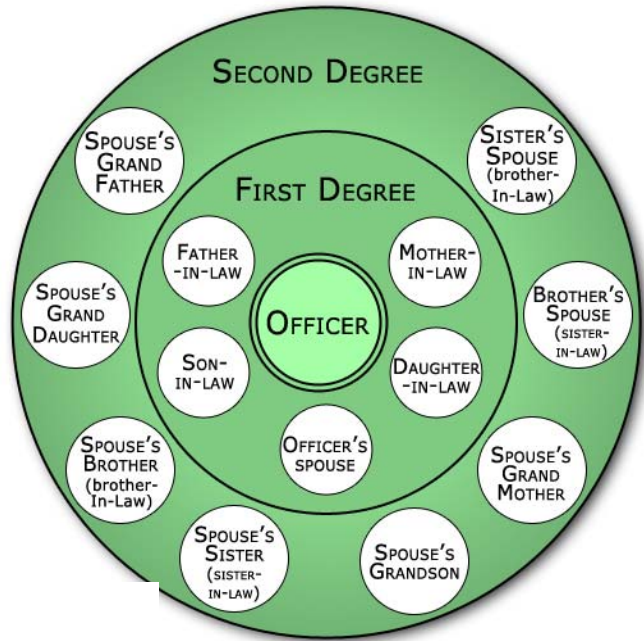 SECOND DEGREE
SPOUSE'S
GRAND
FATHER
SISTER'S
SPOUSE
(brother-
In-Law)
FIRST DEGREE
FATHER
-IN-LAW
MOTHER-
IN-LAW
OFFICER
SPOUSE'S
GRAND
DAUGHTER
BROTHER'S
SPOUSE
(SISTER-
IN-LAW)
SON-
IN-LAW
DAUGHTER
-IN-LAW
OFFICER'S
SPOUSE
SPOUSE'S
BROTHER
(brother-
In-Law)
SPOUSE'S
GRAND
MOTHER
SPOUSE'S
SISTER
(SISTER-
IN-LAW)
SPOUSE'S
GRANDSON